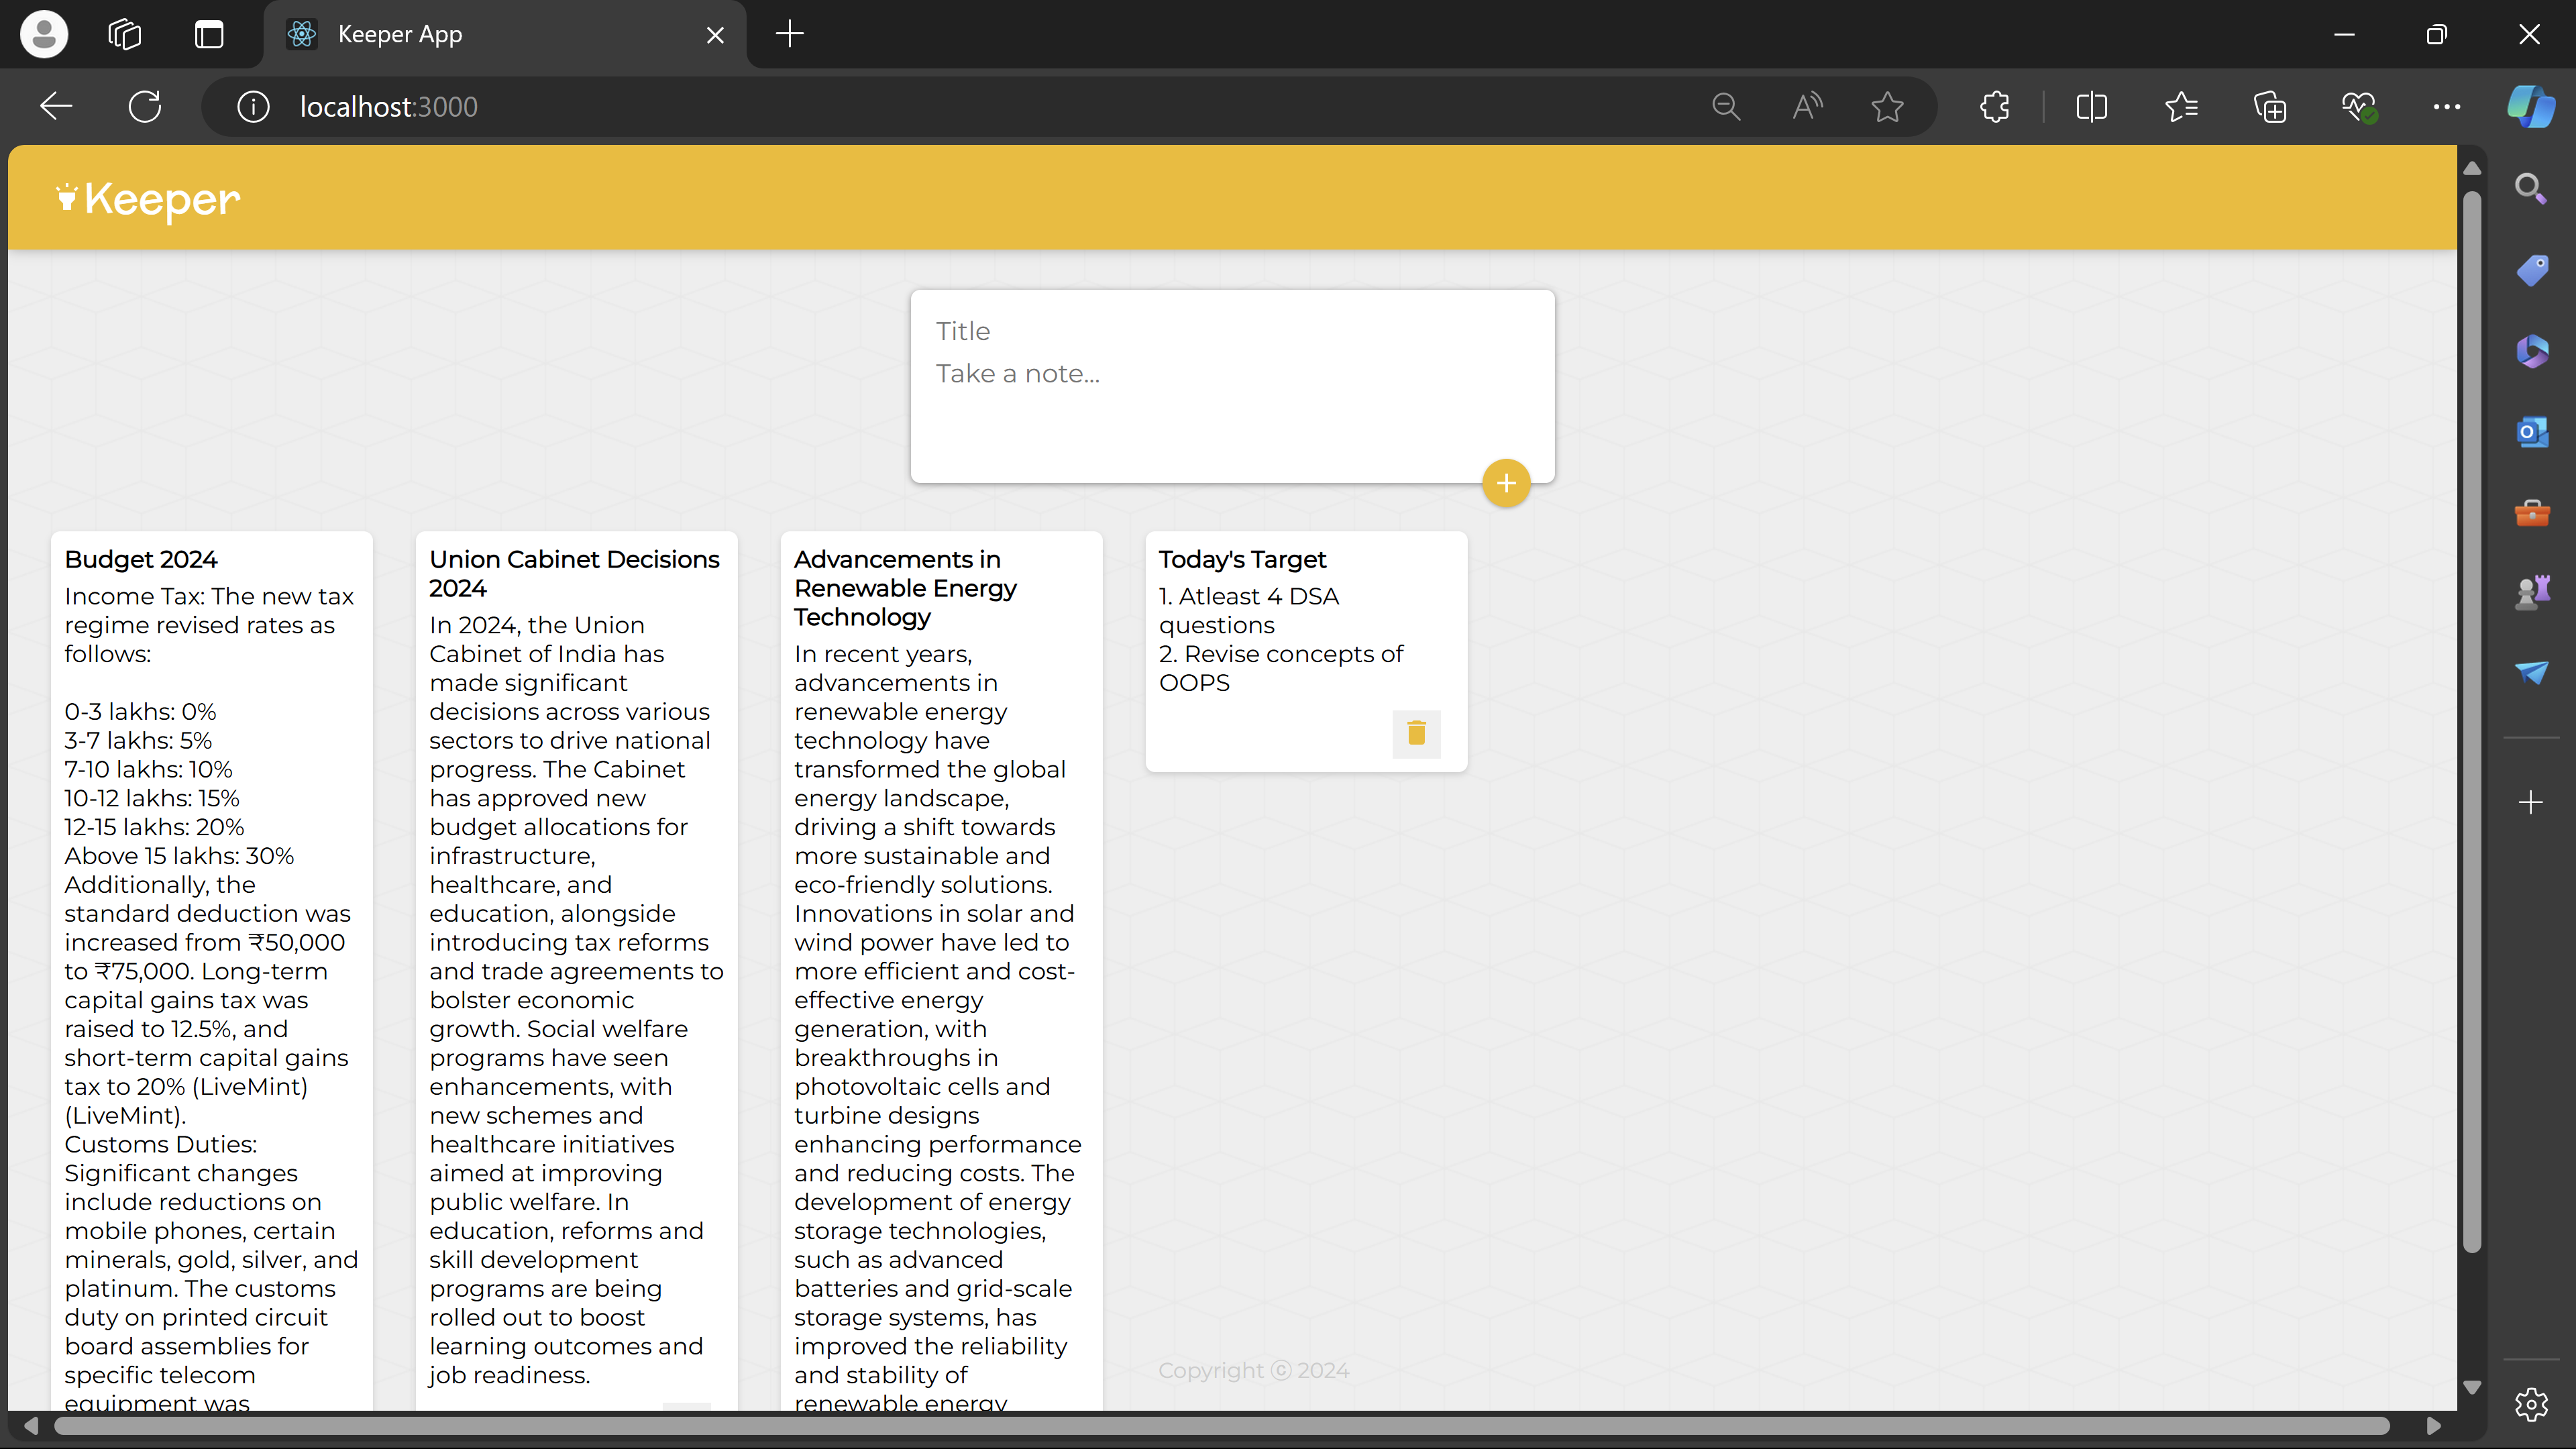 Keeper App
localhost:3000
Keeper
Title
Take a note...
Budget 2024
Income Tax: The new tax
regime revised rates as
follows:
0-3 lakhs: 0%
3-7 lakhs: 5%
7-10 lakhs: 10%
10-12 lakhs: 15%
12-15 lakhs: 20%
Above 15 lakhs: 30%
Additionally, the
standard deduction was
increased from ₹50,000
to ₹75,000. Long-term
capital gains tax was
raised to 12.5%, and
short-term capital gains
tax to 20% (LiveMint)
(LiveMint).
Customs Duties:
Significant changes
include reductions on
mobile phones, certain
minerals, gold, silver, and
platinum. The customs
duty on printed circuit
board assemblies for
specific telecom
equipment was
Union Cabinet Decisions
2024
In 2024, the Union
Cabinet of India has
made significant
decisions across various
sectors to drive national
progress. The Cabinet
has approved new
budget allocations for
infrastructure,
healthcare, and
education, alongside
introducing tax reforms
and trade agreements to
bolster economic
growth. Social welfare
programs have seen
enhancements, with
new schemes and
healthcare initiatives
aimed at improving
public welfare. In
education, reforms and
skill development
programs are being
rolled out to boost
learning outcomes and
job readiness.
Advancements in
Renewable Energy
Technology
In recent years,
advancements in
renewable energy
technology have
transformed the global
energy landscape,
driving a shift towards
more sustainable and
eco-friendly solutions.
Innovations in solar and
wind power have led to
more efficient and cost-
effective energy
generation, with
breakthroughs in
photovoltaic cells and
turbine designs
enhancing performance
and reducing costs. The
development of energy
storage technologies,
such as advanced
batteries and grid-scale
storage systems, has
improved the reliability
and stability of
renewable energy
Today's Target
1. Atleast 4 DSA
questions
2. Revise concepts of
OOPS
Copyright ⓒ 2024